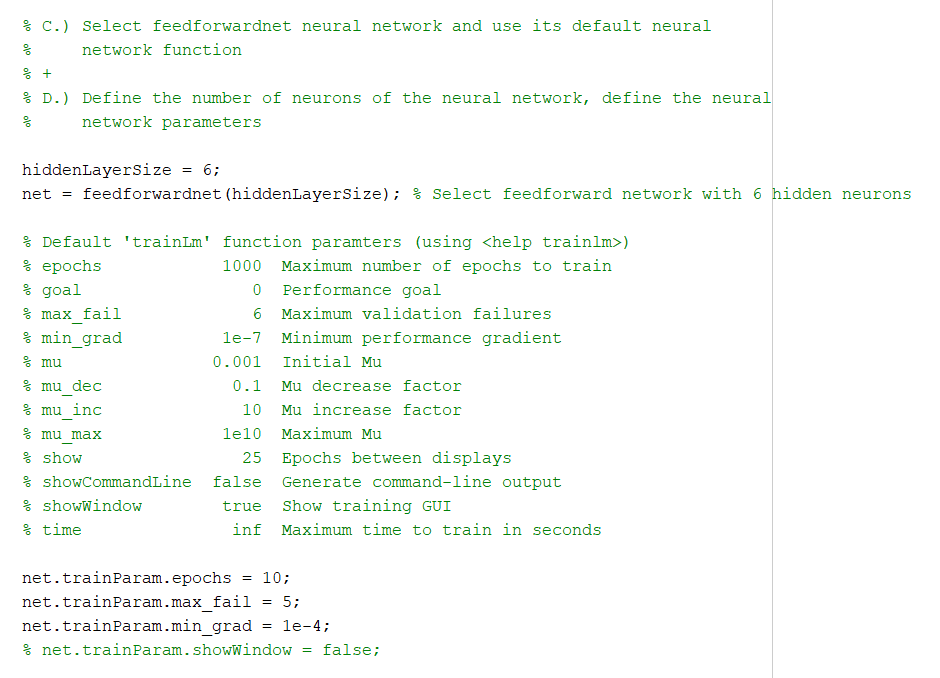 % C.) Select feedforwardnet neural network and use its default neural
%     network function
% +
% D.) Define the number of neurons of the neural network, define the neural
%     network parameters
hiddenLayerSize = 6;
net = feedforwardnet(hiddenLayerSize); % Select feedforward network with 6 hidden neurons
% Default 'trainLm' function paramters (using <help trainlm>)
% epochs            1000  Maximum number of epochs to train
% goal                 0  Performance goal
% max_fail             6  Maximum validation failures
% min_grad          1e-7  Minimum performance gradient
% mu               0.001  Initial Mu
% mu_dec             0.1  Mu decrease factor
% mu_inc              10  Mu increase factor
% mu_max            1e10  Maximum Mu
% show                25  Epochs between displays
% showCommandLine  false  Generate command-line output
% showWindow        true  Show training GUI
% time               inf  Maximum time to train in seconds
net.trainParam.epochs = 10;
net.trainParam.max_fail = 5;
net.trainParam.min_grad = 1e-4;
% net.trainParam.showWindow = false;